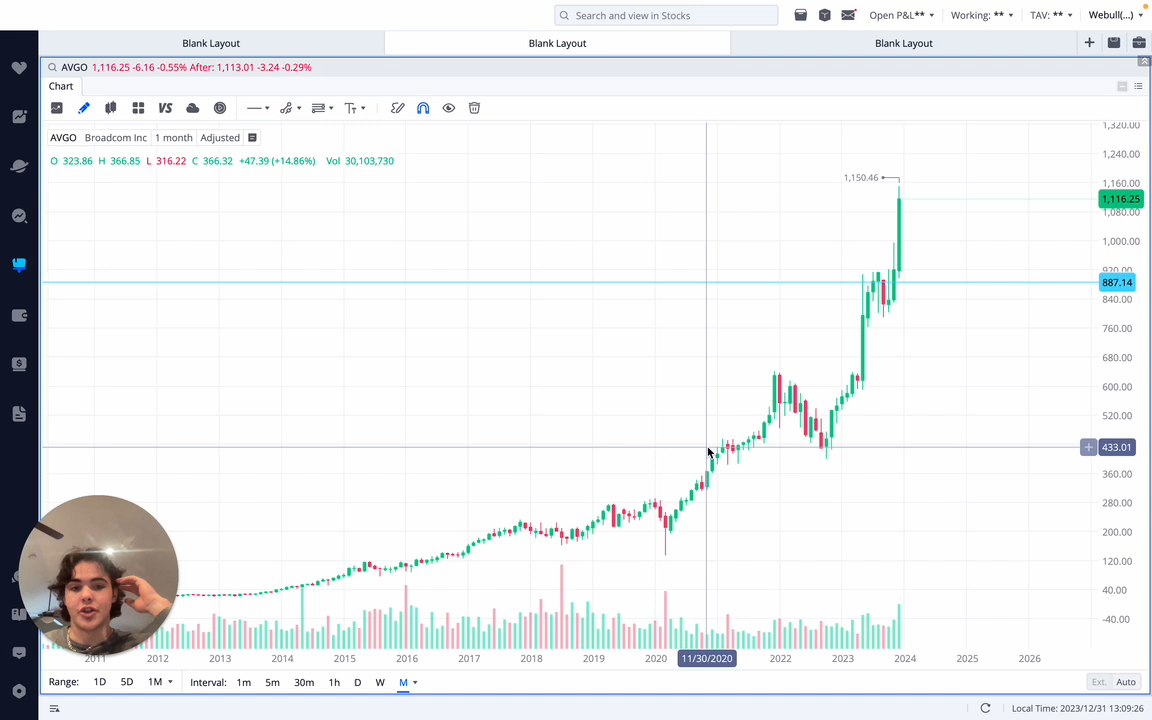 Search and view in Stocks
Open P&L**
Working: **
TAV: **
Webull(...)
Blank Layout
Blank Layout
Blank Layout
AVGO 1,116.25 -6.16 -0.55% After: 1,113.01 -3.24 -0.29%
Chart
VS
AVGO Broadcom Inc 1 month Adjusted
O 323.86 H 366.85 L 316.22 C 366.32 +47.39 (+14.86%) Vol 30,103,730
1,320.00
1,240.00
1,150.46
1,160.00
1,116.25
1,080.00
1,000.00
920.00
887.14
840.00
760.00
680.00
600.00
520.00
433.01
360.00
280.00
200.00
120.00
40.00
-40.00
2011 2012 2013 2014 2015 2016 2017 2018 2019 2020 11/30/2020 2022 2023 2024 2025 2026
Range: 1D 5D 1M Interval: 1m 5m 30m 1h D W M
Ext. Auto
Local Time: 2023/12/31 13:09:26